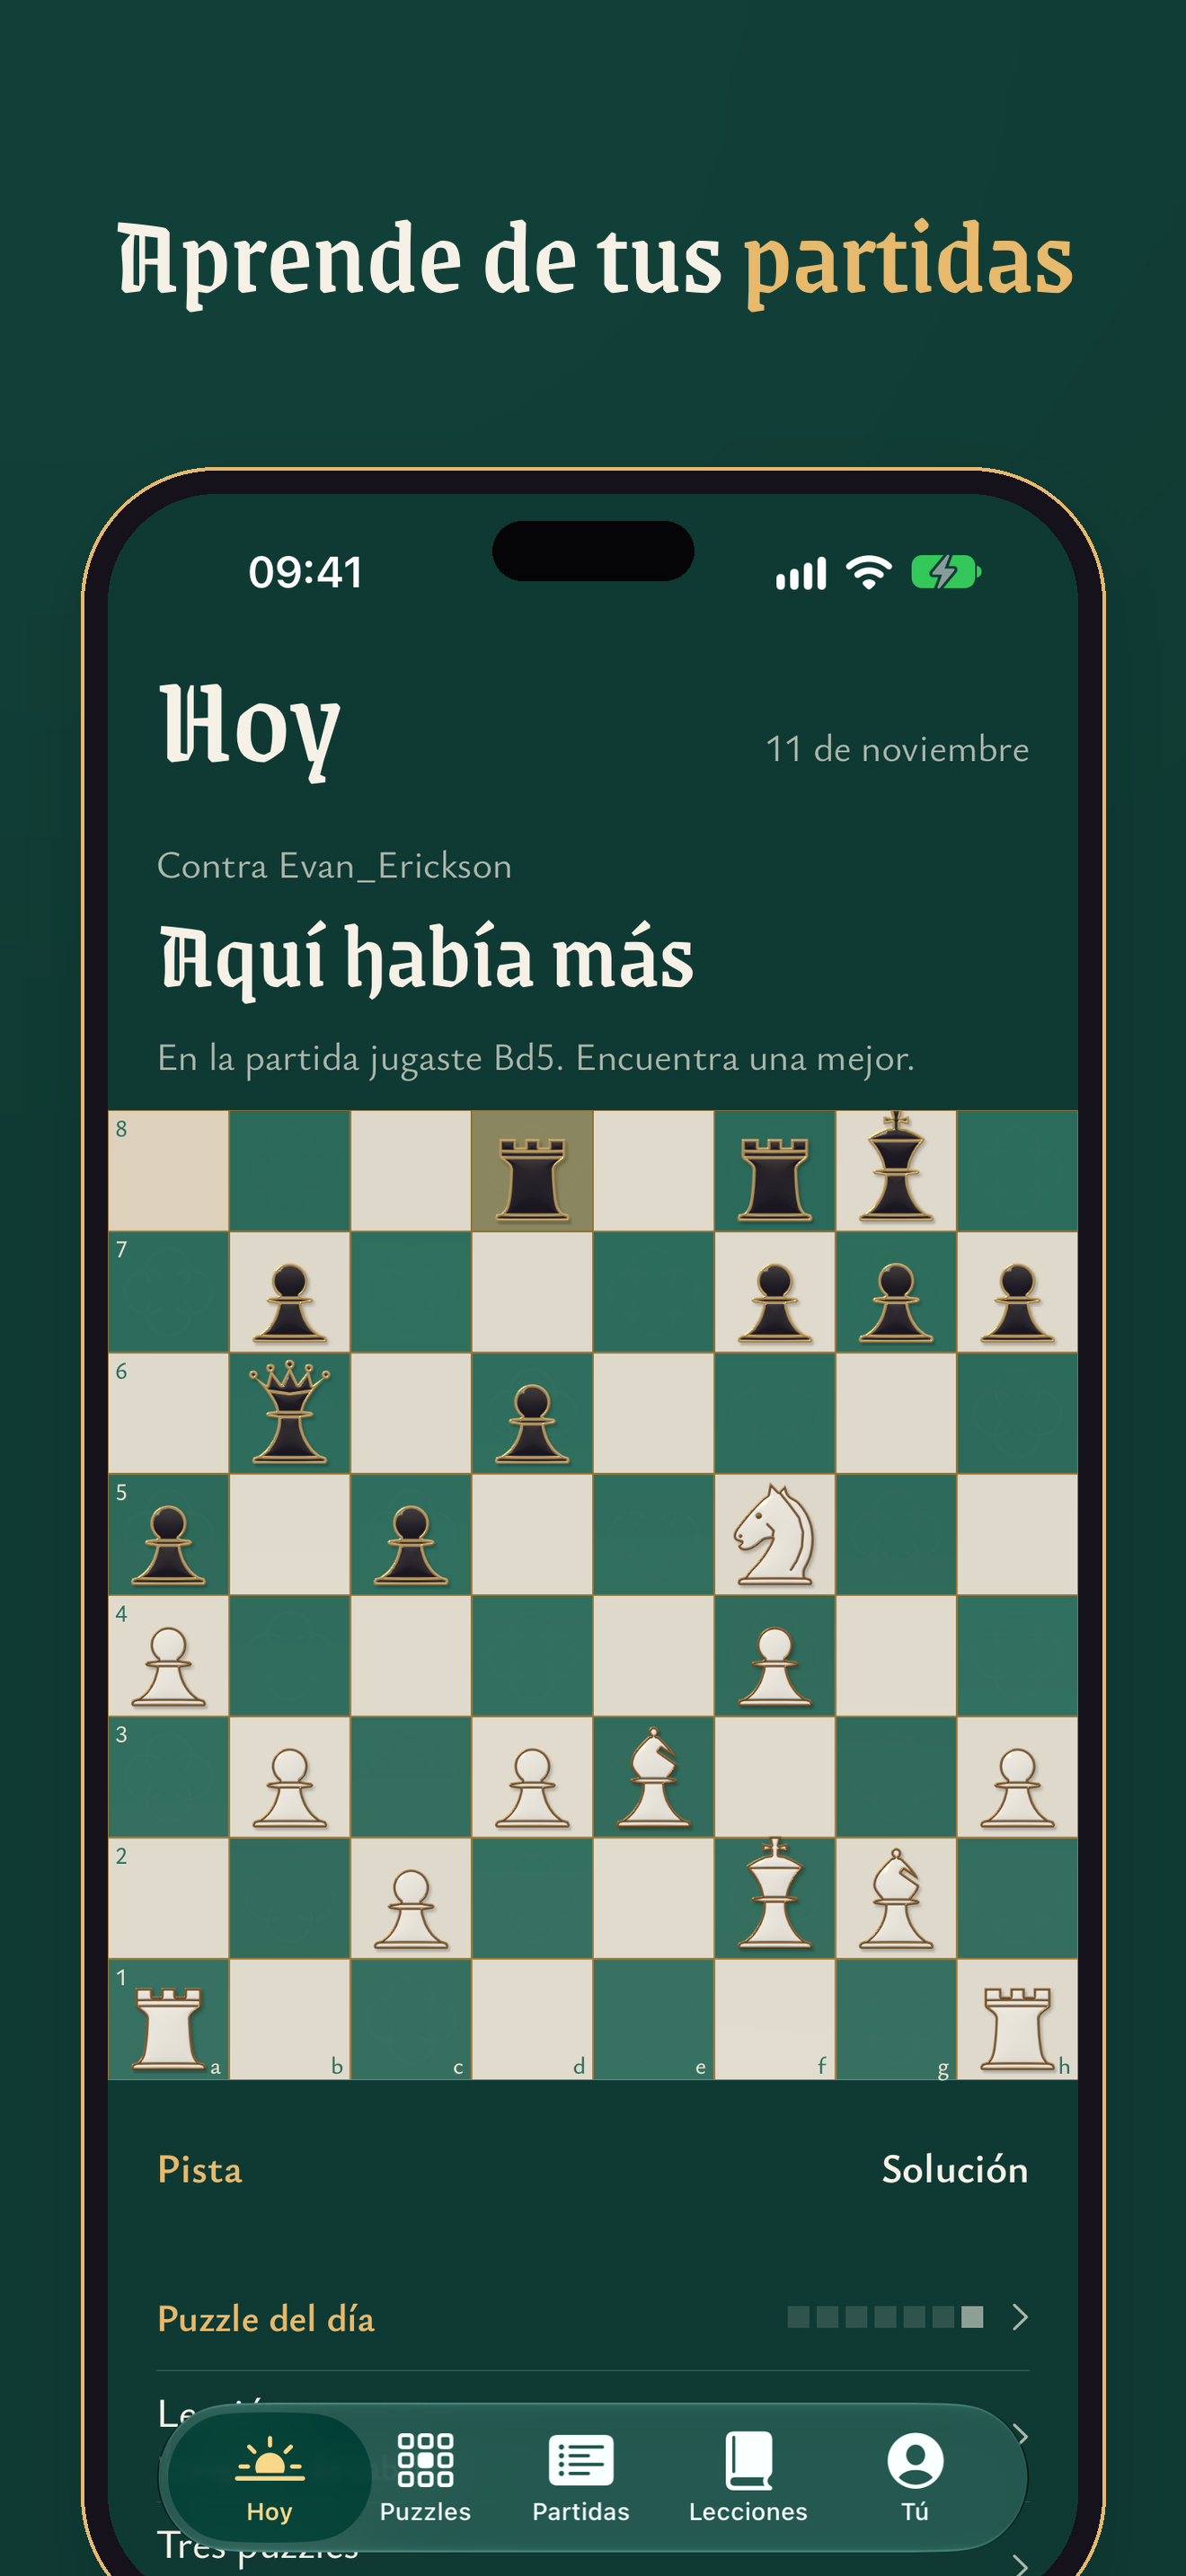 Aprende de tus partidas
09:41
Hoy
11 de noviembre
Contra Evan_Erickson
Aquí había más
En la partida jugaste Bd5. Encuentra una mejor.
8
7
6
5
4
3
2
1
a b c d e f g h
Pista
Solución
Puzzle del día
Hoy
Puzzles
Partidas
Lecciones
Tú
Tres puzzles